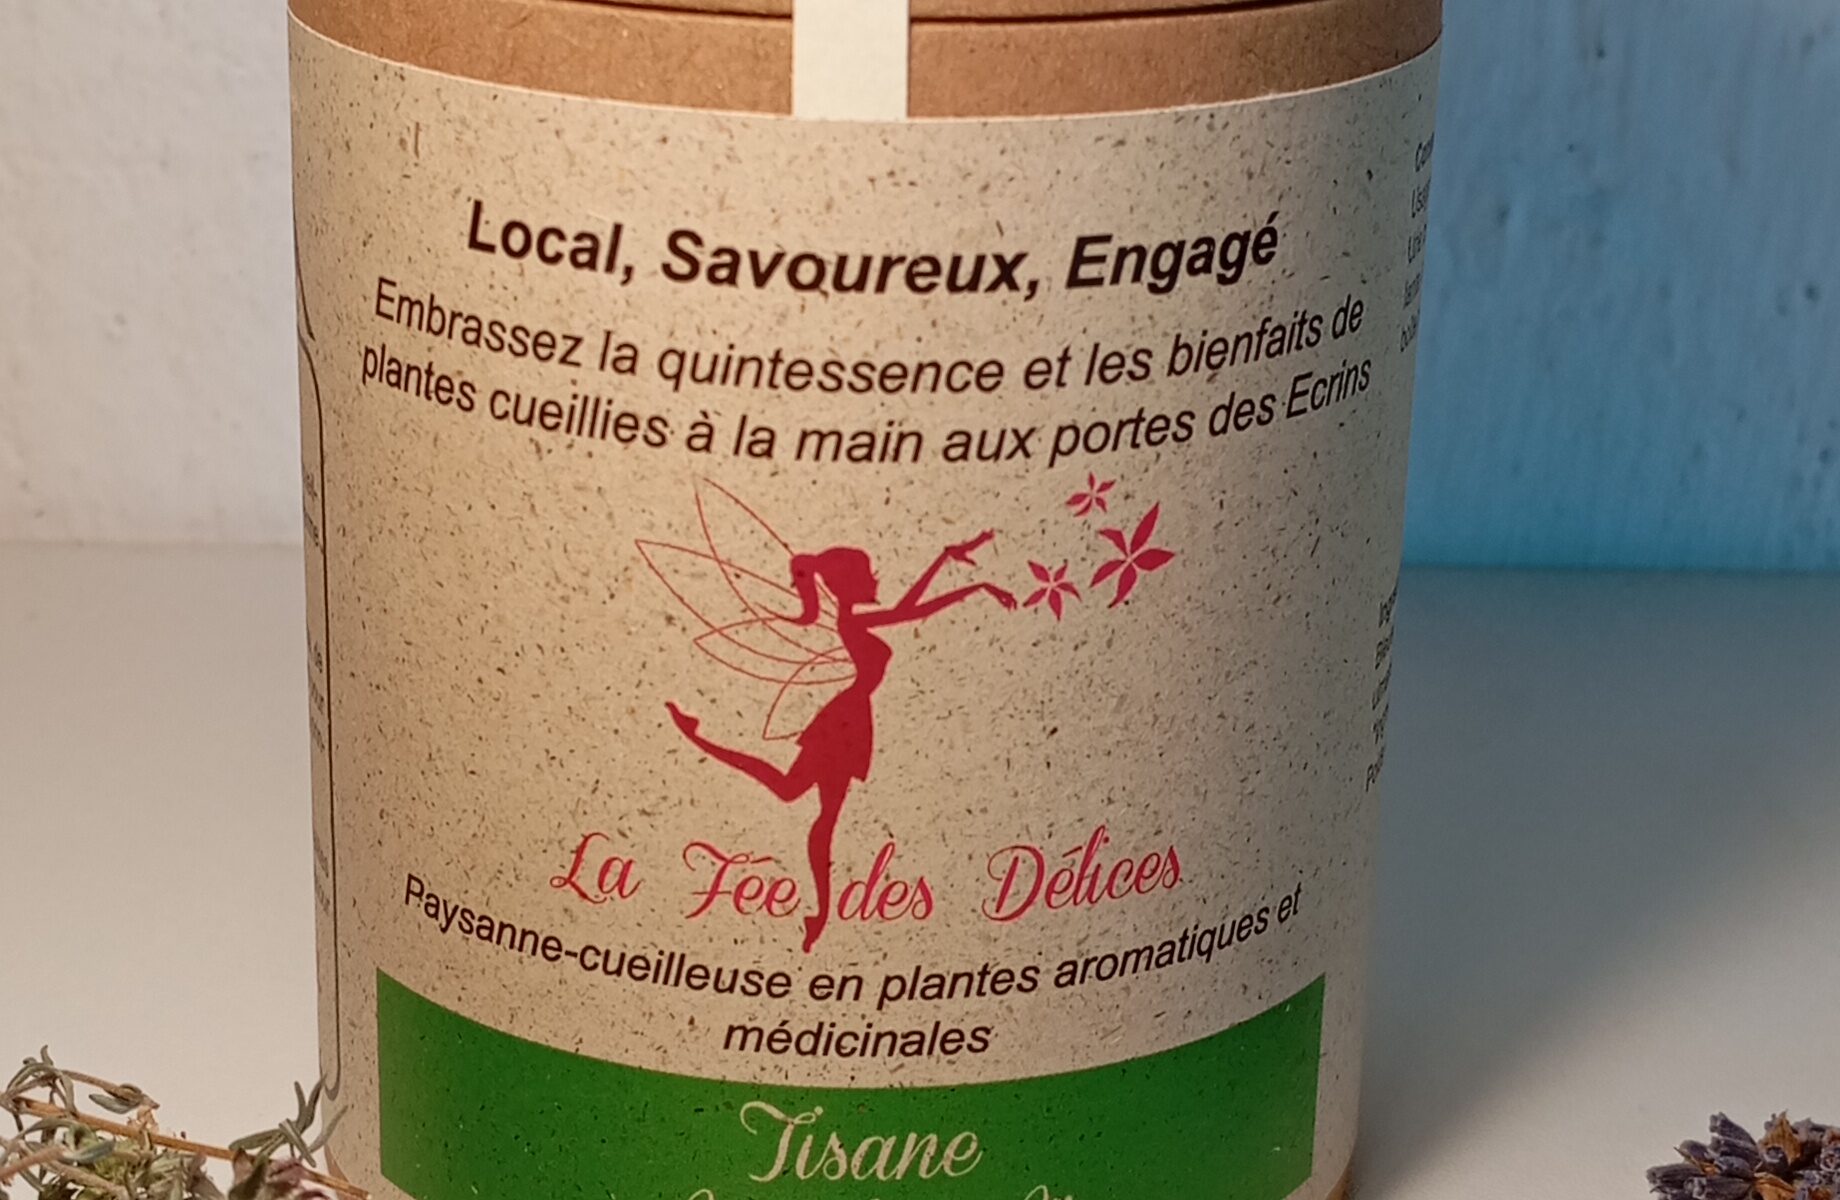 Local, Savoureux, Engagé
Embrassez la quintessence et les bienfaits de
plantes cueillies à la main aux portes des Ecrins
La Fée des Délices
Paysanne-cueilleuse en plantes aromatiques et
médicinales
Tisane